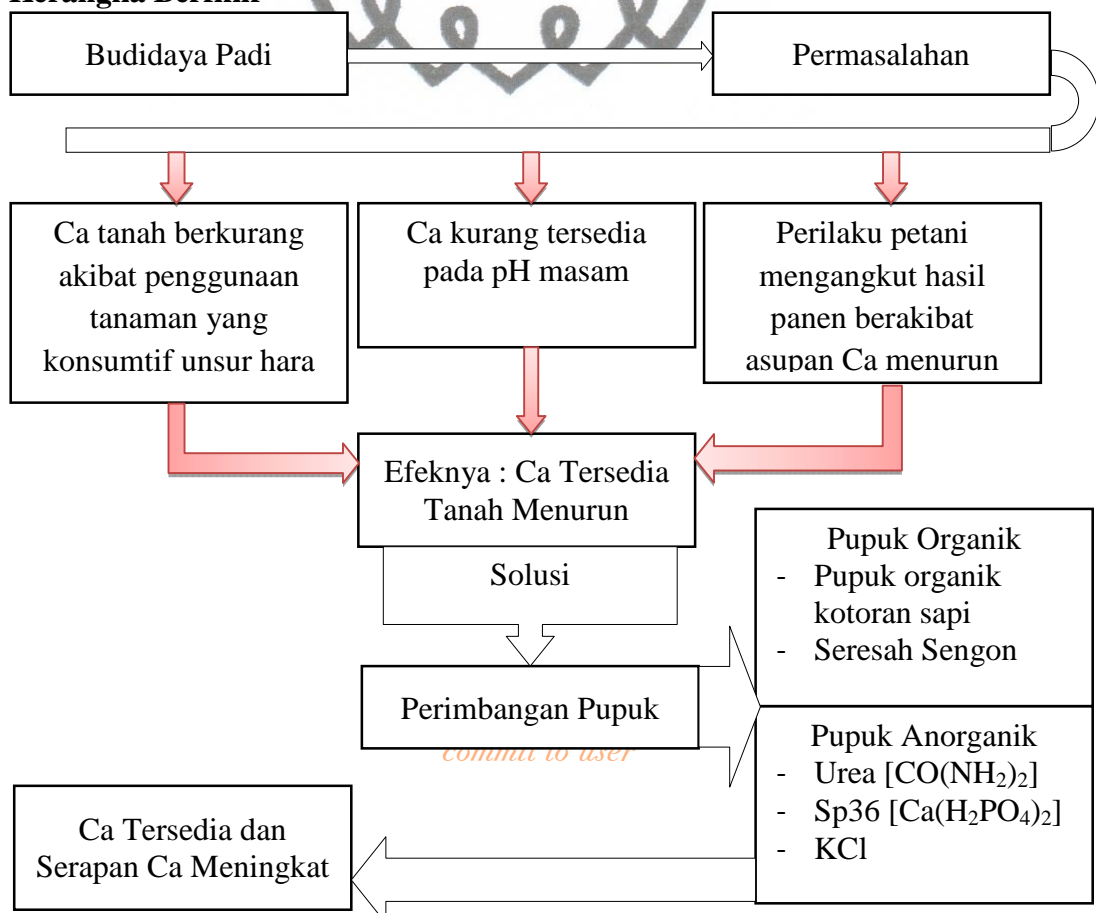 Kerangka Berfikir
Budidaya Padi
Permasalahan
Ca tanah berkurang
akibat penggunaan
tanaman yang
konsumtif unsur hara
Ca kurang tersedia
pada pH masam
Perilaku petani
mengangkut hasil
panen berakibat
asupan Ca menurun
Efeknya : Ca Tersedia
Tanah Menurun
Solusi
Perimbangan Pupuk
Pupuk Organik
- Pupuk organik
kotoran sapi
- Seresah Sengon
Pupuk Anorganik
- Urea [CO(NH₂)₂]
- Sp36 [Ca(H₂PO₄)₂]
- KCl
commit to user
Ca Tersedia dan
Serapan Ca Meningkat